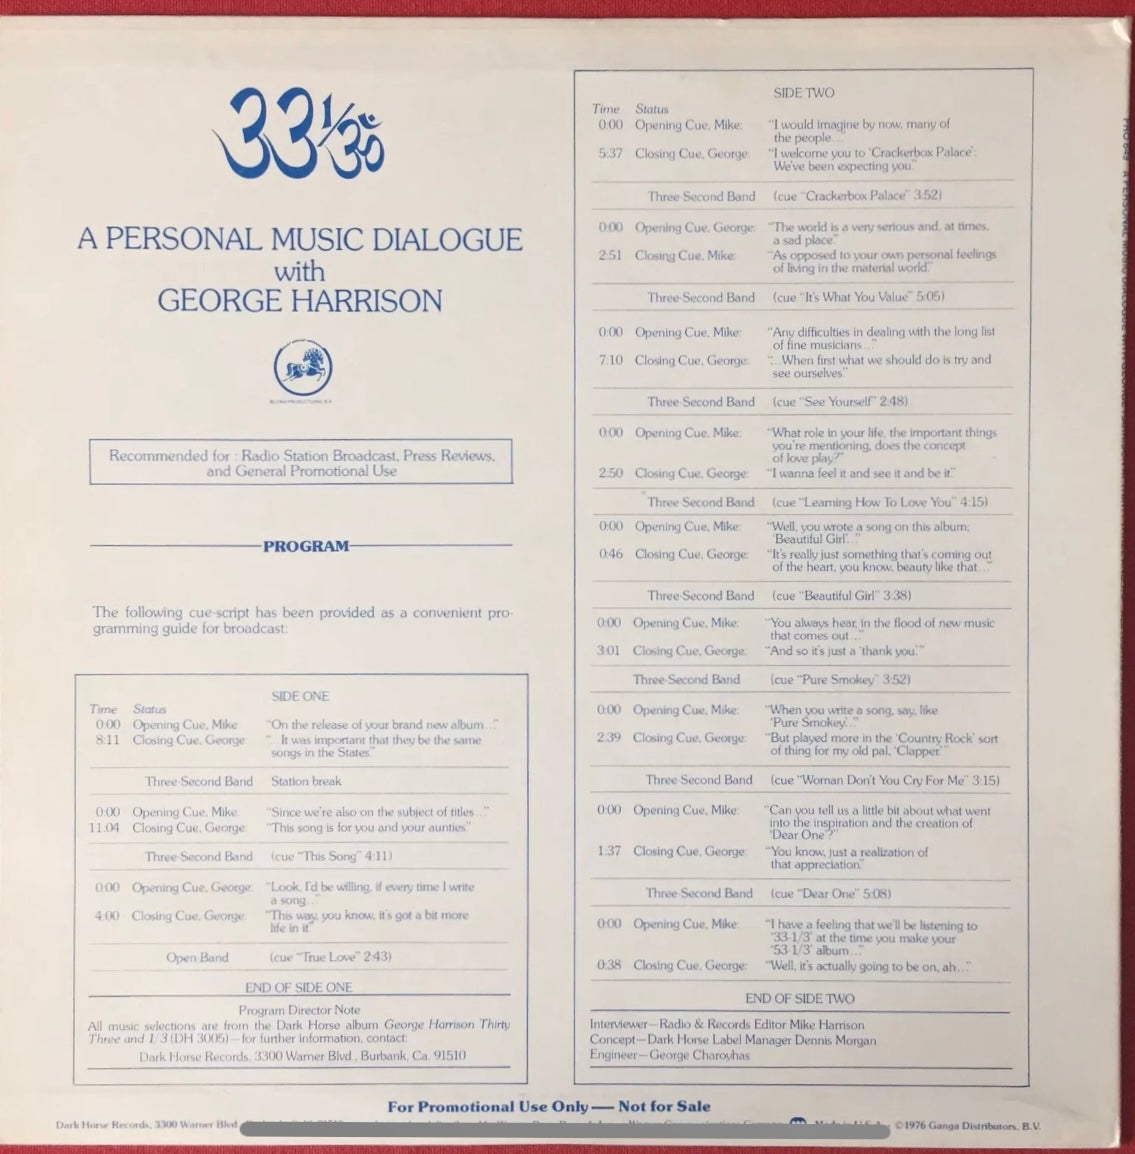 33 1/3
A PERSONAL MUSIC DIALOGUE
with
GEORGE HARRISON
Recommended for : Radio Station Broadcast, Press Reviews,
and General Promotional Use
PROGRAM
The following cue-script has been provided as a convenient pro-
gramming guide for broadcast:
SIDE ONE
Time Status
0:00 Opening Cue, Mike: "On the release of your brand new album..."
8:11 Closing Cue, George: "...It was important that they be the same
songs in the States."
Three-Second Band Station break
0:00 Opening Cue, Mike: "Since we're also on the subject of titles..."
11:04 Closing Cue, George: "This song is for you and your aunties"
Three-Second Band (cue "This Song" 4:11)
0:00 Opening Cue, George: "Look, I'd be willing, if every time I write
a song..."
4:00 Closing Cue, George: "This way, you know, it's got a bit more
life in it"
Open Band (cue "True Love" 2:43)
END OF SIDE ONE
Program Director Note
All music selections are from the Dark Horse album George Harrison Thirty
Three and 1/3 (DH 3005)—for further information, contact:
Dark Horse Records, 3300 Warner Blvd., Burbank, Ca. 91510
SIDE TWO
Time Status
0:00 Opening Cue, Mike: "I would imagine by now, many of
the people..."
5:37 Closing Cue, George: "I welcome you to 'Crackerbox Palace':
We've been expecting you."
Three-Second Band (cue "Crackerbox Palace" 3:52)
0:00 Opening Cue, George: "The world is a very serious and, at times,
a sad place."
2:51 Closing Cue, Mike: "As opposed to your own personal feelings
of living in the material world."
Three-Second Band (cue "It's What You Value" 5:05)
0:00 Opening Cue, Mike: "Any difficulties in dealing with the long list
of fine musicians..."
7:10 Closing Cue, George: "...When first what we should do is try and
see ourselves."
Three-Second Band (cue "See Yourself" 2:48)
0:00 Opening Cue, Mike: "What role in your life, the important things
you're mentioning, does the concept
of love play?"
2:50 Closing Cue, George: "I wanna feel it and see it and be it."
Three-Second Band (cue "Learning How To Love You" 4:15)
0:00 Opening Cue, Mike: "Well, you wrote a song on this album,
'Beautiful Girl'..."
0:46 Closing Cue, George: "It's really just something that's coming out
of the heart, you know, beauty like that..."
Three-Second Band (cue "Beautiful Girl" 3:38)
0:00 Opening Cue, Mike: "You always hear, in the flood of new music
that comes out..."
3:01 Closing Cue, George: "And so it's just a 'thank you.'"
Three-Second Band (cue "Pure Smokey" 3:52)
0:00 Opening Cue, Mike: "When you write a song, say, like
'Pure Smokey'..."
2:39 Closing Cue, George: "But played more in the 'Country Rock' sort
of thing for my old pal, 'Clapper.'"
Three-Second Band (cue "Woman Don't You Cry For Me" 3:15)
0:00 Opening Cue, Mike: "Can you tell us a little bit about what went
into the inspiration and the creation of
'Dear One'?"
1:37 Closing Cue, George: "You know, just a realization of
that appreciation."
Three-Second Band (cue "Dear One" 5:08)
0:00 Opening Cue, Mike: "I have a feeling that we'll be listening to
'33-1/3' at the time you make your
'53-1/3' album..."
0:38 Closing Cue, George: "Well, it's actually going to be on, ah..."
END OF SIDE TWO
Interviewer—Radio & Records Editor Mike Harrison
Concept—Dark Horse Label Manager Dennis Morgan
Engineer—George Charoyhas
For Promotional Use Only — Not for Sale
Dark Horse Records, 3300 Warner Blvd. ©1976 Ganga Distributors, B.V.